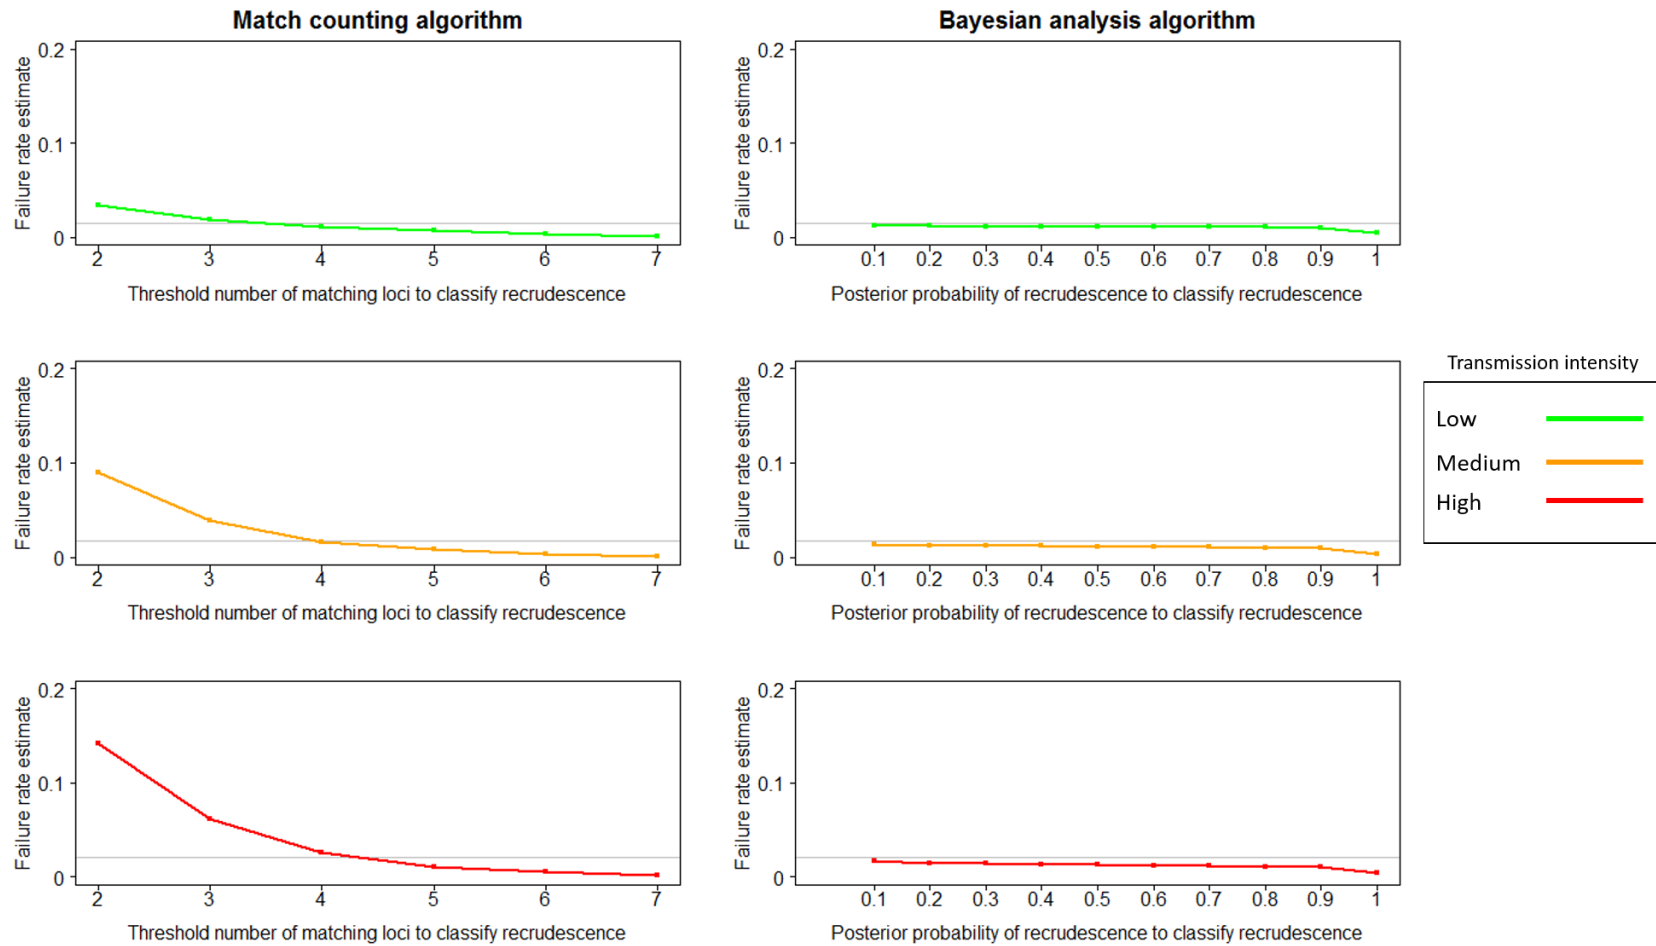 Match counting algorithm
Bayesian analysis algorithm
Failure rate estimate
0.2
0.1
0
2 3 4 5 6 7
Threshold number of matching loci to classify recrudescence
Failure rate estimate
0.2
0.1
0
0.1 0.2 0.3 0.4 0.5 0.6 0.7 0.8 0.9 1
Posterior probability of recrudescence to classify recrudescence
Failure rate estimate
0.2
0.1
0
2 3 4 5 6 7
Threshold number of matching loci to classify recrudescence
Failure rate estimate
0.2
0.1
0
0.1 0.2 0.3 0.4 0.5 0.6 0.7 0.8 0.9 1
Posterior probability of recrudescence to classify recrudescence
Transmission intensity
Low
Medium
High
Failure rate estimate
0.2
0.1
0
2 3 4 5 6 7
Threshold number of matching loci to classify recrudescence
Failure rate estimate
0.2
0.1
0
0.1 0.2 0.3 0.4 0.5 0.6 0.7 0.8 0.9 1
Posterior probability of recrudescence to classify recrudescence